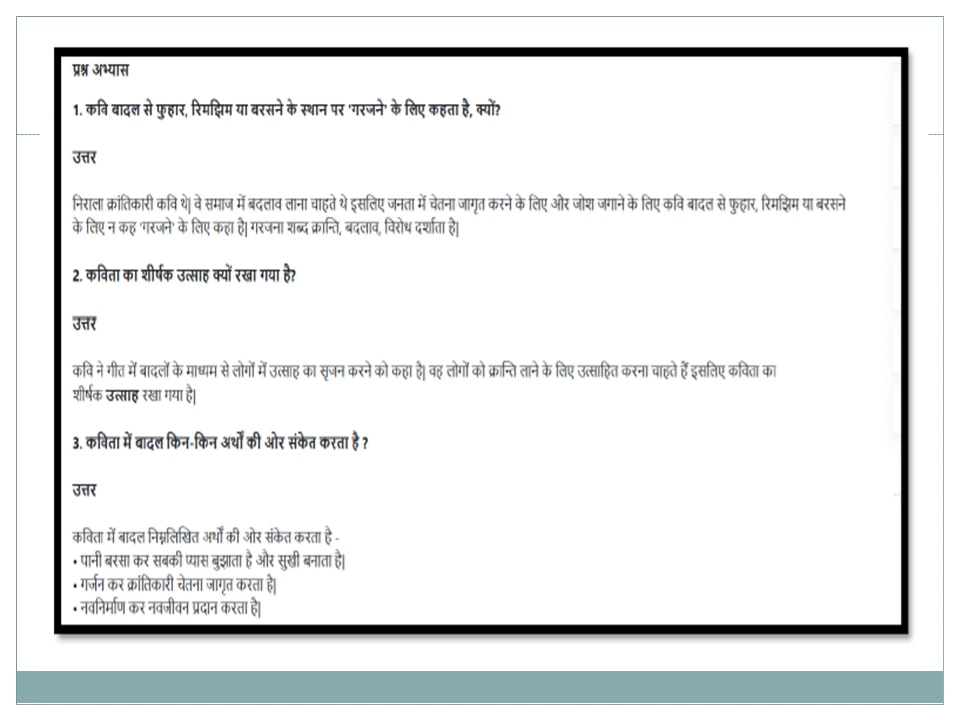 प्रश्न अभ्यास
1. कवि बादल से फुहार, रिमझिम या बरसने के स्थान पर 'गरजने' के लिए कहता है, क्यों?
उत्तर
निराला क्रांतिकारी कवि थे| वे समाज में बदलाव लाना चाहते थे इसलिए जनता में चेतना जागृत करने के लिए और जोश जगाने के लिए कवि बादल से फुहार, रिमझिम या बरसने
के लिए न कह 'गरजने' के लिए कहा है| गरजना शब्द क्रान्ति, बदलाव, विरोध दर्शाता है|
2. कविता का शीर्षक उत्साह क्यों रखा गया है?
उत्तर
कवि ने गीत में बादलों के माध्यम से लोगों में उत्साह का सृजन करने को कहा है| वह लोगों को क्रान्ति लाने के लिए उत्साहित करना चाहते हैं इसलिए कविता का
शीर्षक उत्साह रखा गया है|
3. कविता में बादल किन-किन अर्थों की ओर संकेत करता है ?
उत्तर
कविता में बादल निम्नलिखित अर्थों की ओर संकेत करता है -
• पानी बरसा कर सबकी प्यास बुझाता है और सुखी बनाता है|
• गर्जन कर क्रांतिकारी चेतना जागृत करता है|
• नवनिर्माण कर नवजीवन प्रदान करता है|